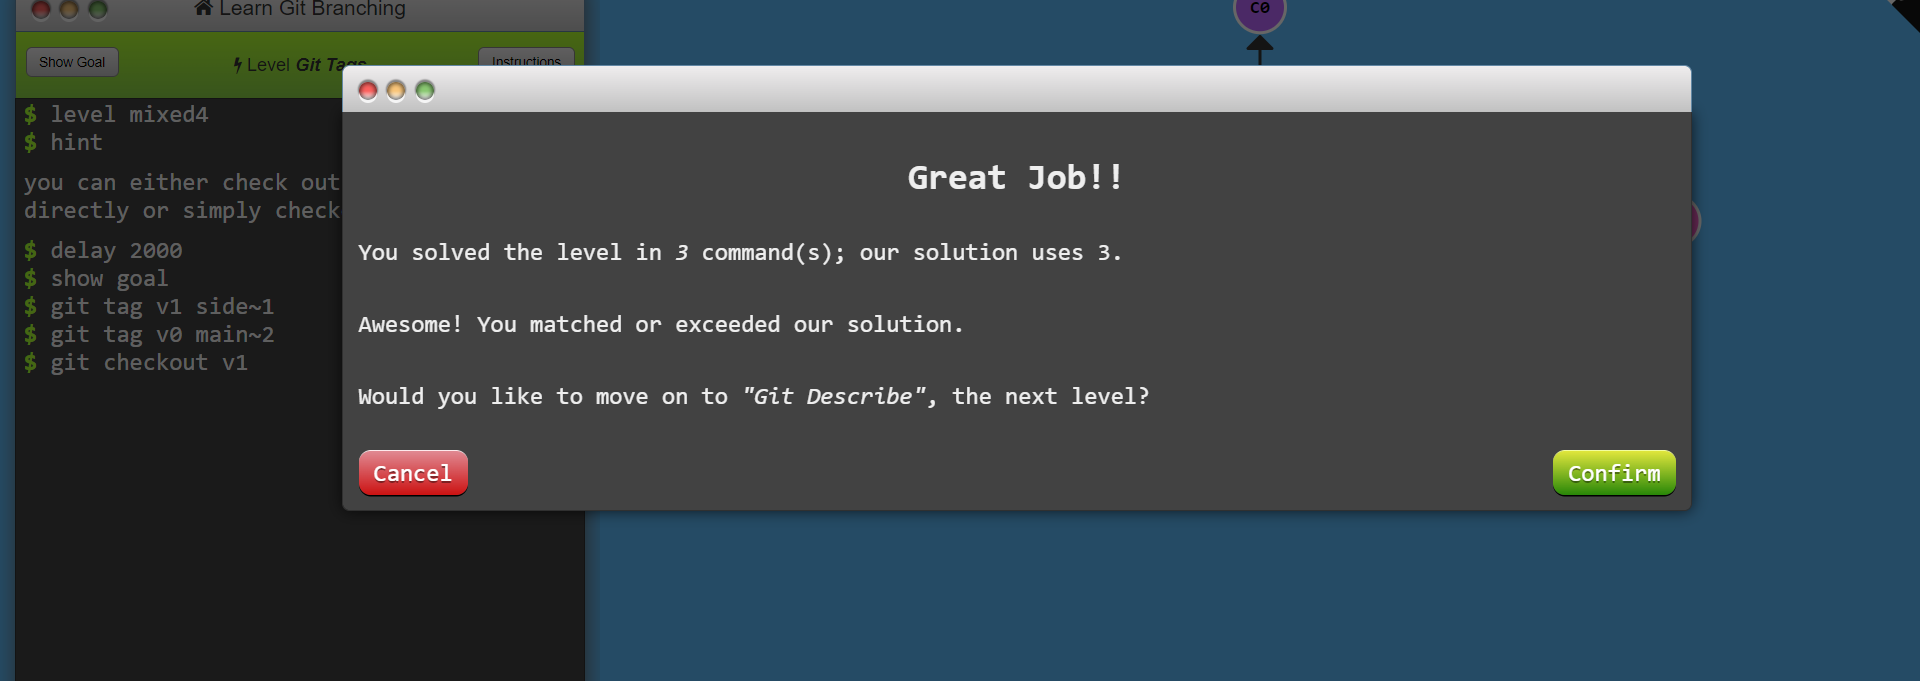 Learn Git Branching
C0
Show Goal
Level Git Tags
Instructions
$ level mixed4
$ hint
you can either check out
directly or simply check
$ delay 2000
$ show goal
$ git tag v1 side~1
$ git tag v0 main~2
$ git checkout v1
Great Job!!
You solved the level in 3 command(s); our solution uses 3.
Awesome! You matched or exceeded our solution.
Would you like to move on to "Git Describe", the next level?
Cancel
Confirm